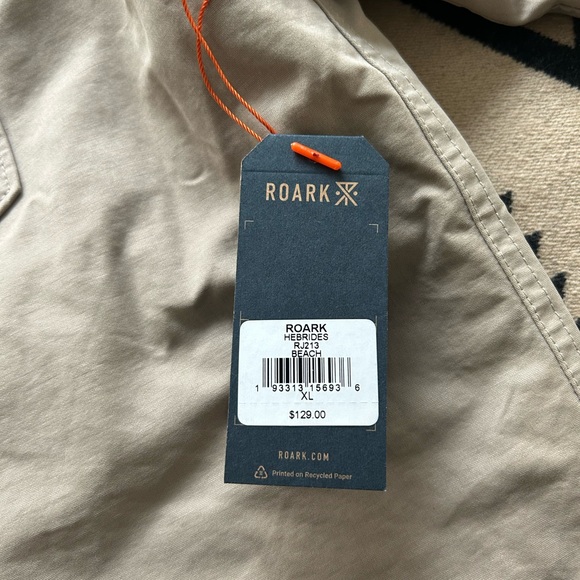 ROARK
ROARK
HEBRIDES
RJ213
BEACH
1 93313 15693 6
XL
$129.00
ROARK.COM
Printed on Recycled Paper